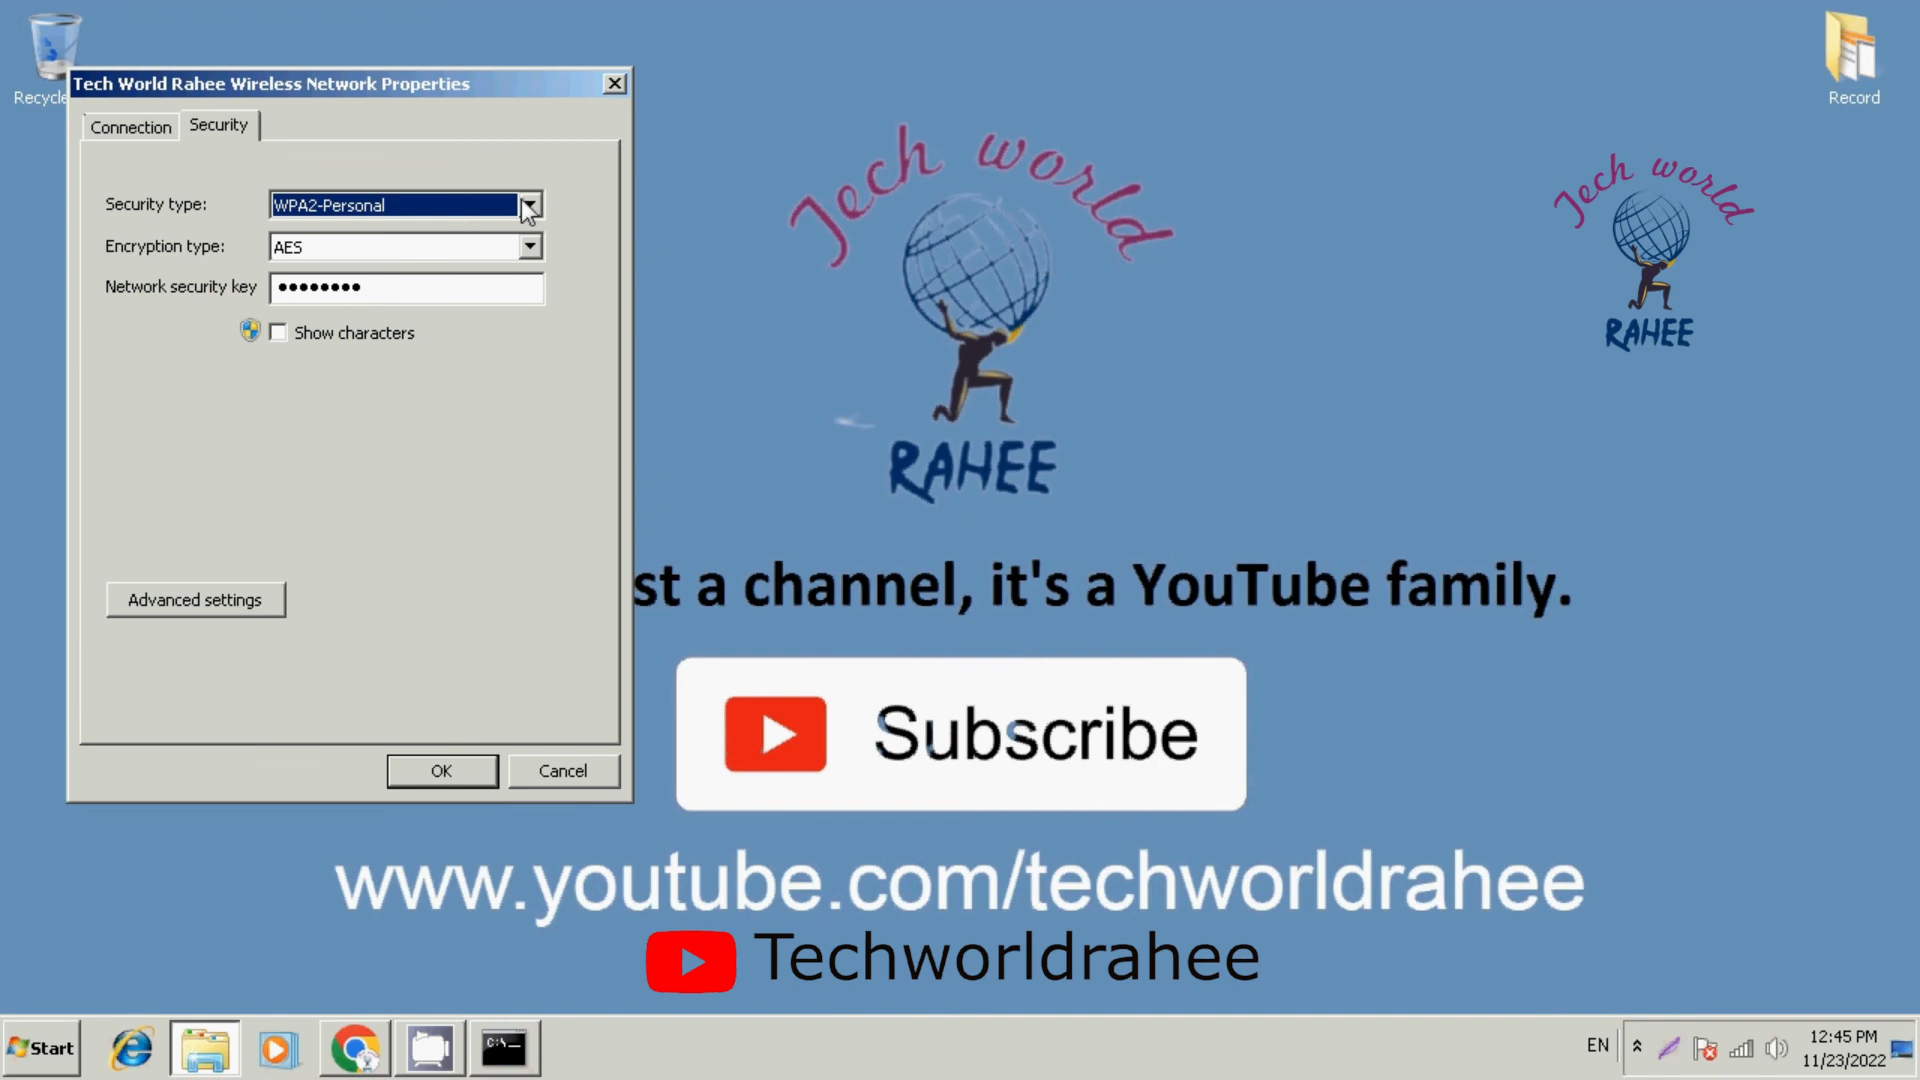 Recycle
Tech World Rahee Wireless Network Properties
Connection
Security
Security type:
WPA2-Personal
Encryption type:
AES
Network security key
••••••••
Show characters
Advanced settings
OK
Cancel
Tech world
RAHEE
Tech world
RAHEE
Record
st a channel, it's a YouTube family.
Subscribe
www.youtube.com/techworldrahee
Techworldrahee
Start
C:\_
EN
12:45 PM
11/23/2022